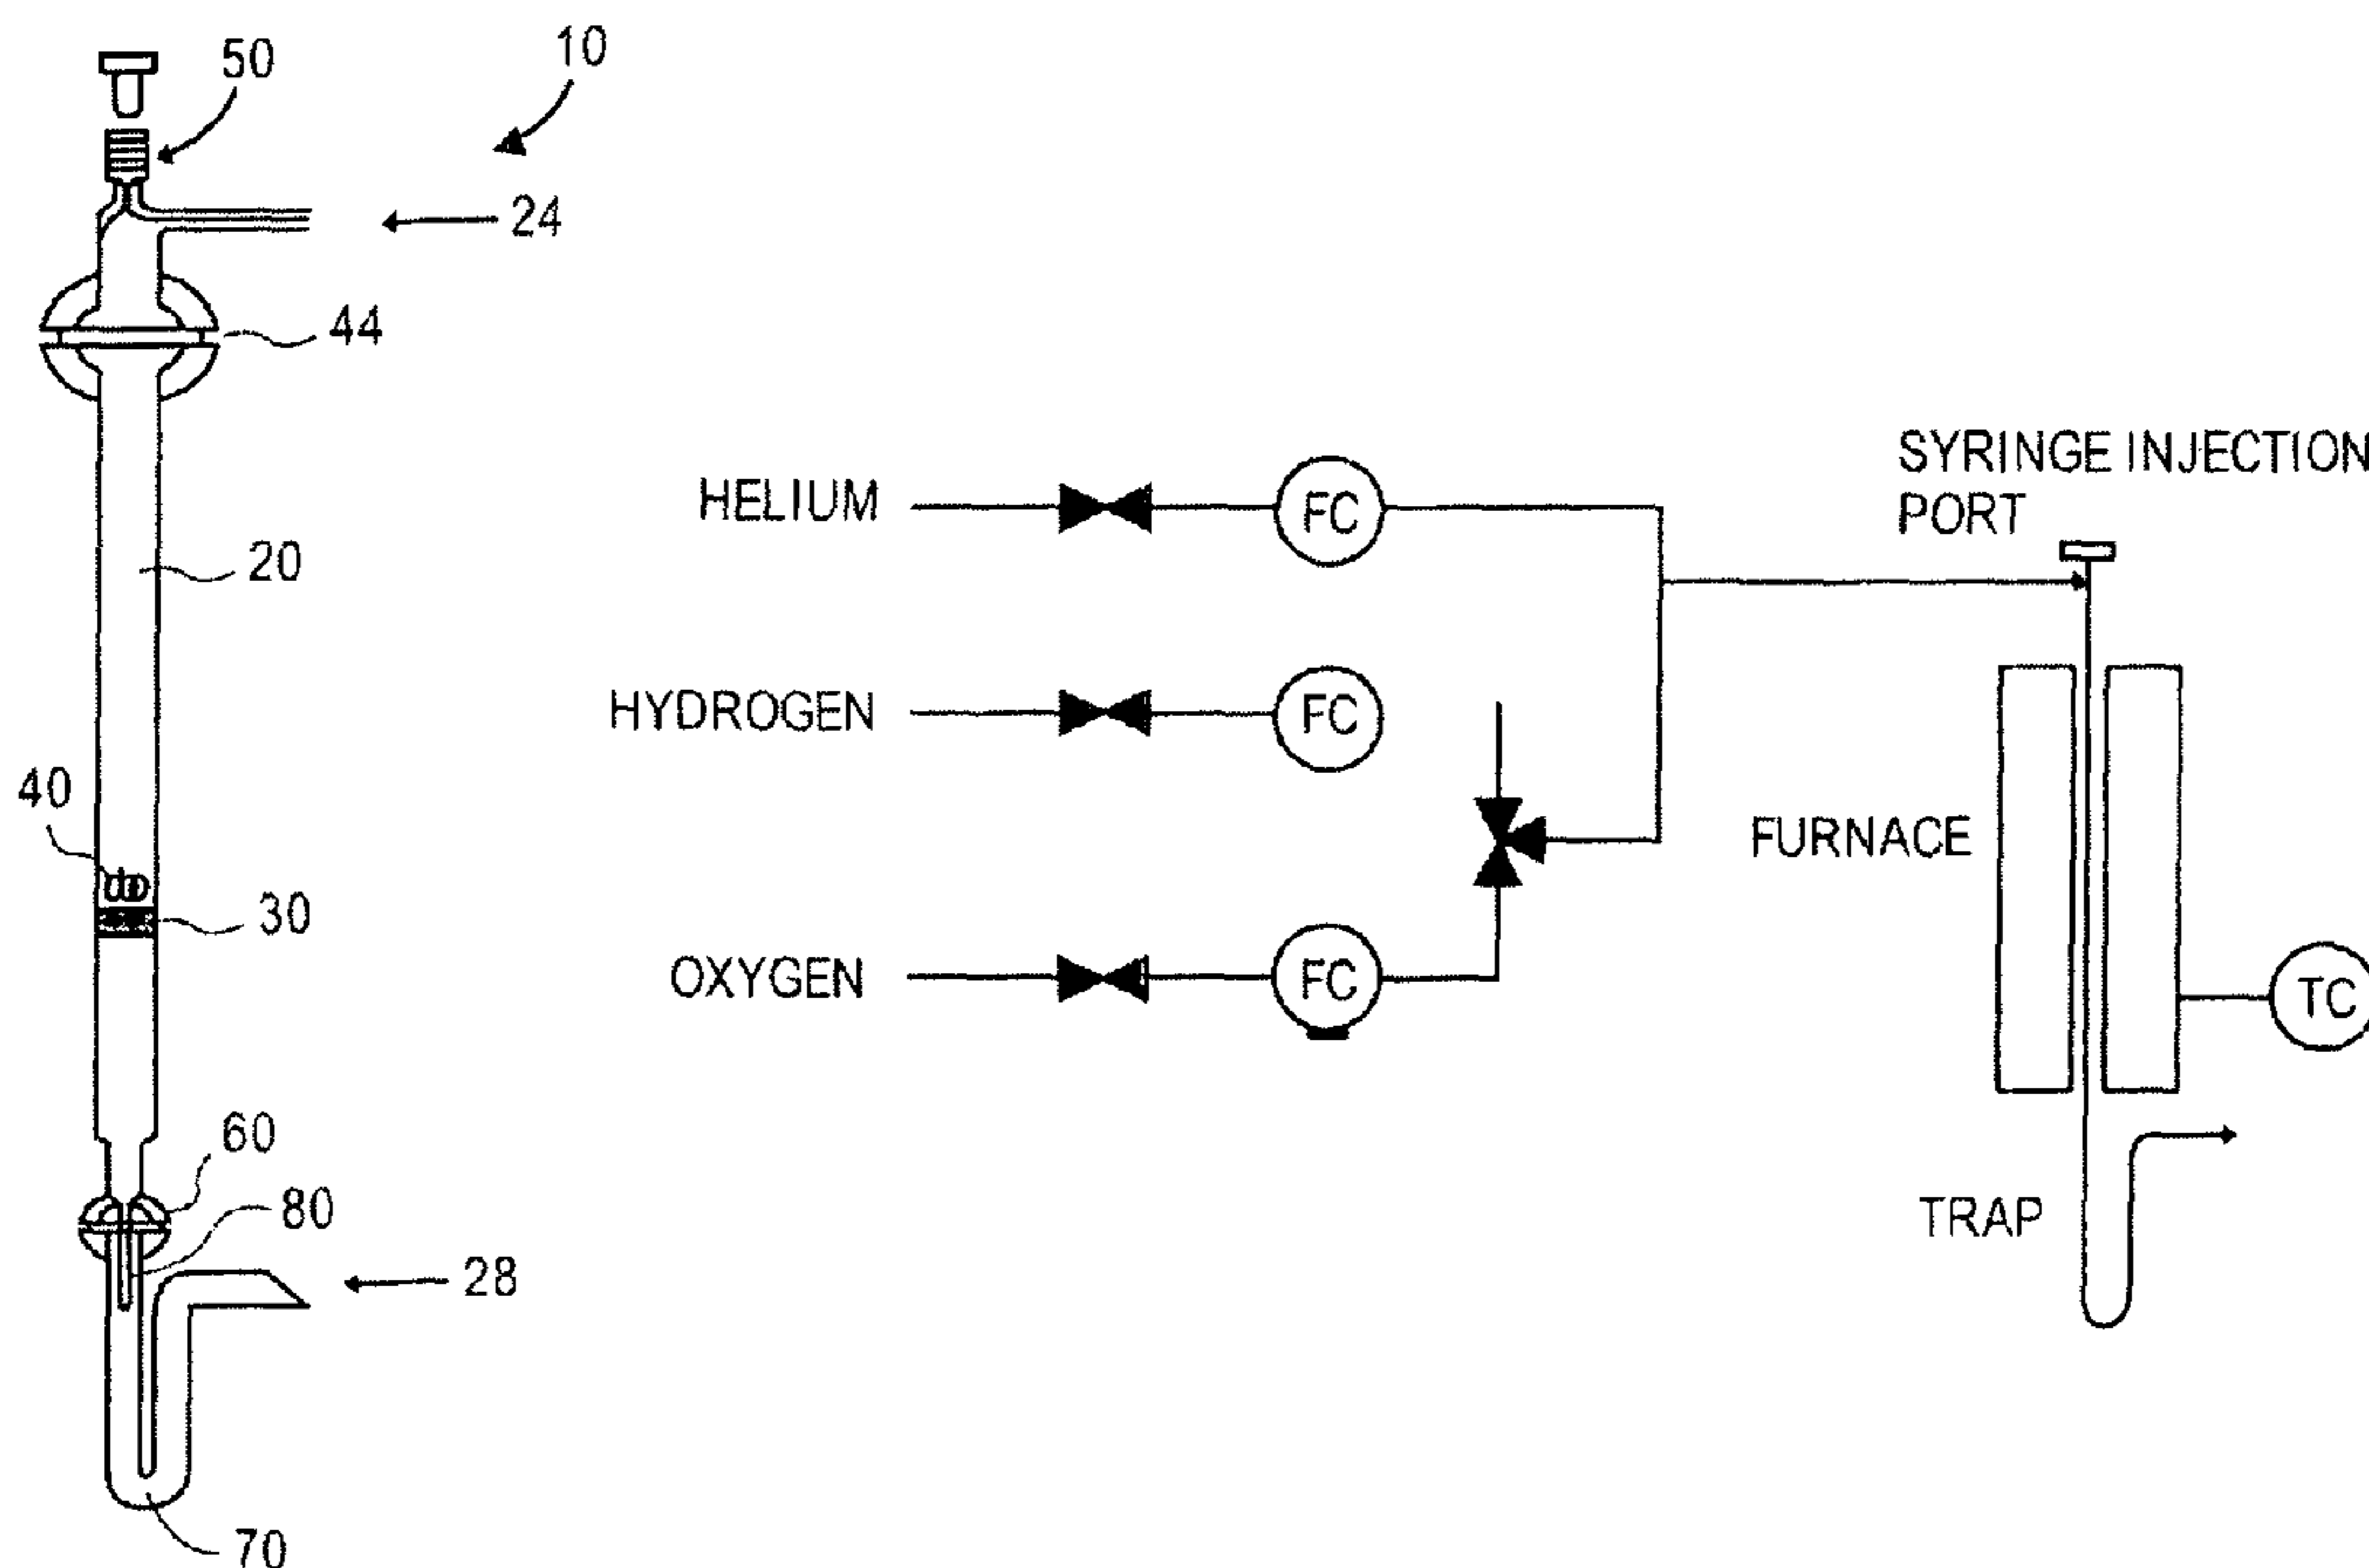 50
10
24
44
20
40
30
60
80
28
70
SYRINGE INJECTION
PORT
HELIUM
FC
HYDROGEN
FC
FURNACE
OXYGEN
FC
TC
TRAP